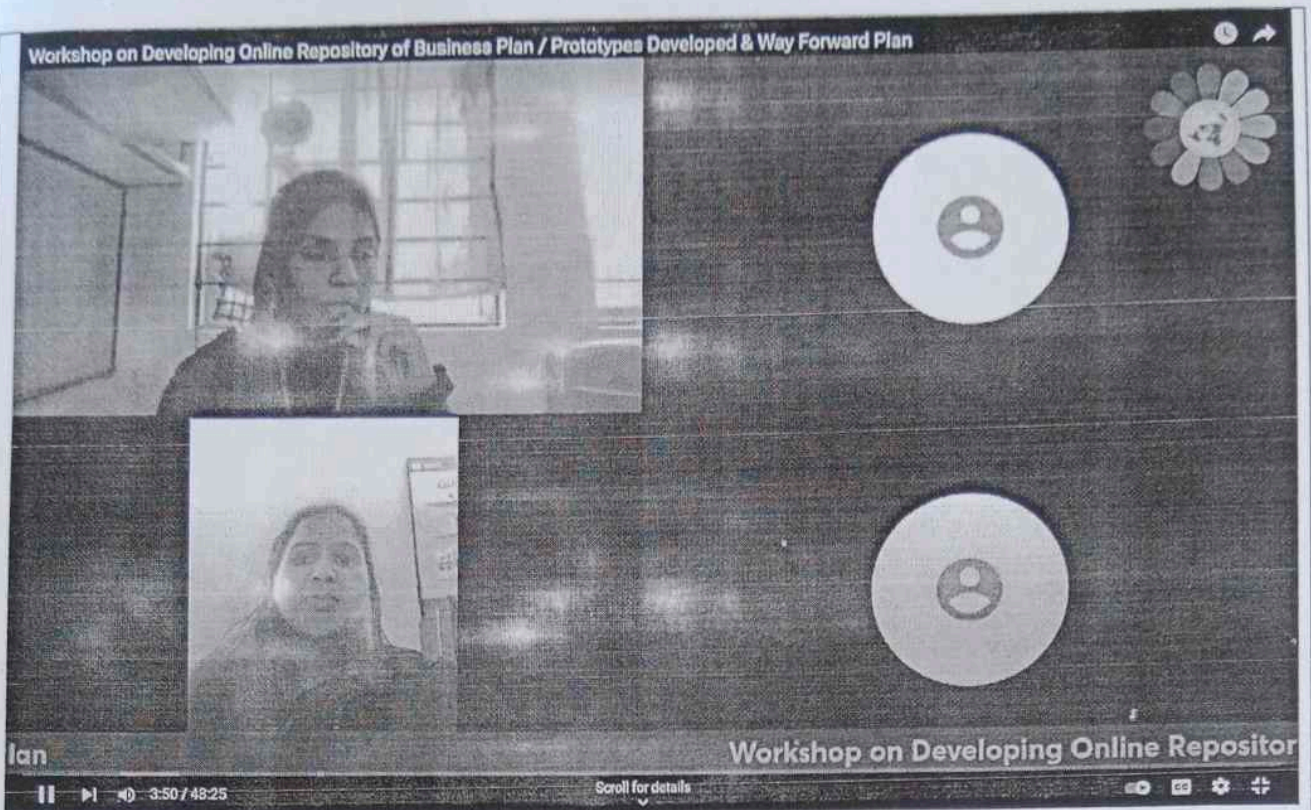 Workshop on Developing Online Repository of Business Plan / Prototypes Developed & Way Forward Plan
lan
Workshop on Developing Online Repositor
3:50 / 48:25
Scroll for details
CC